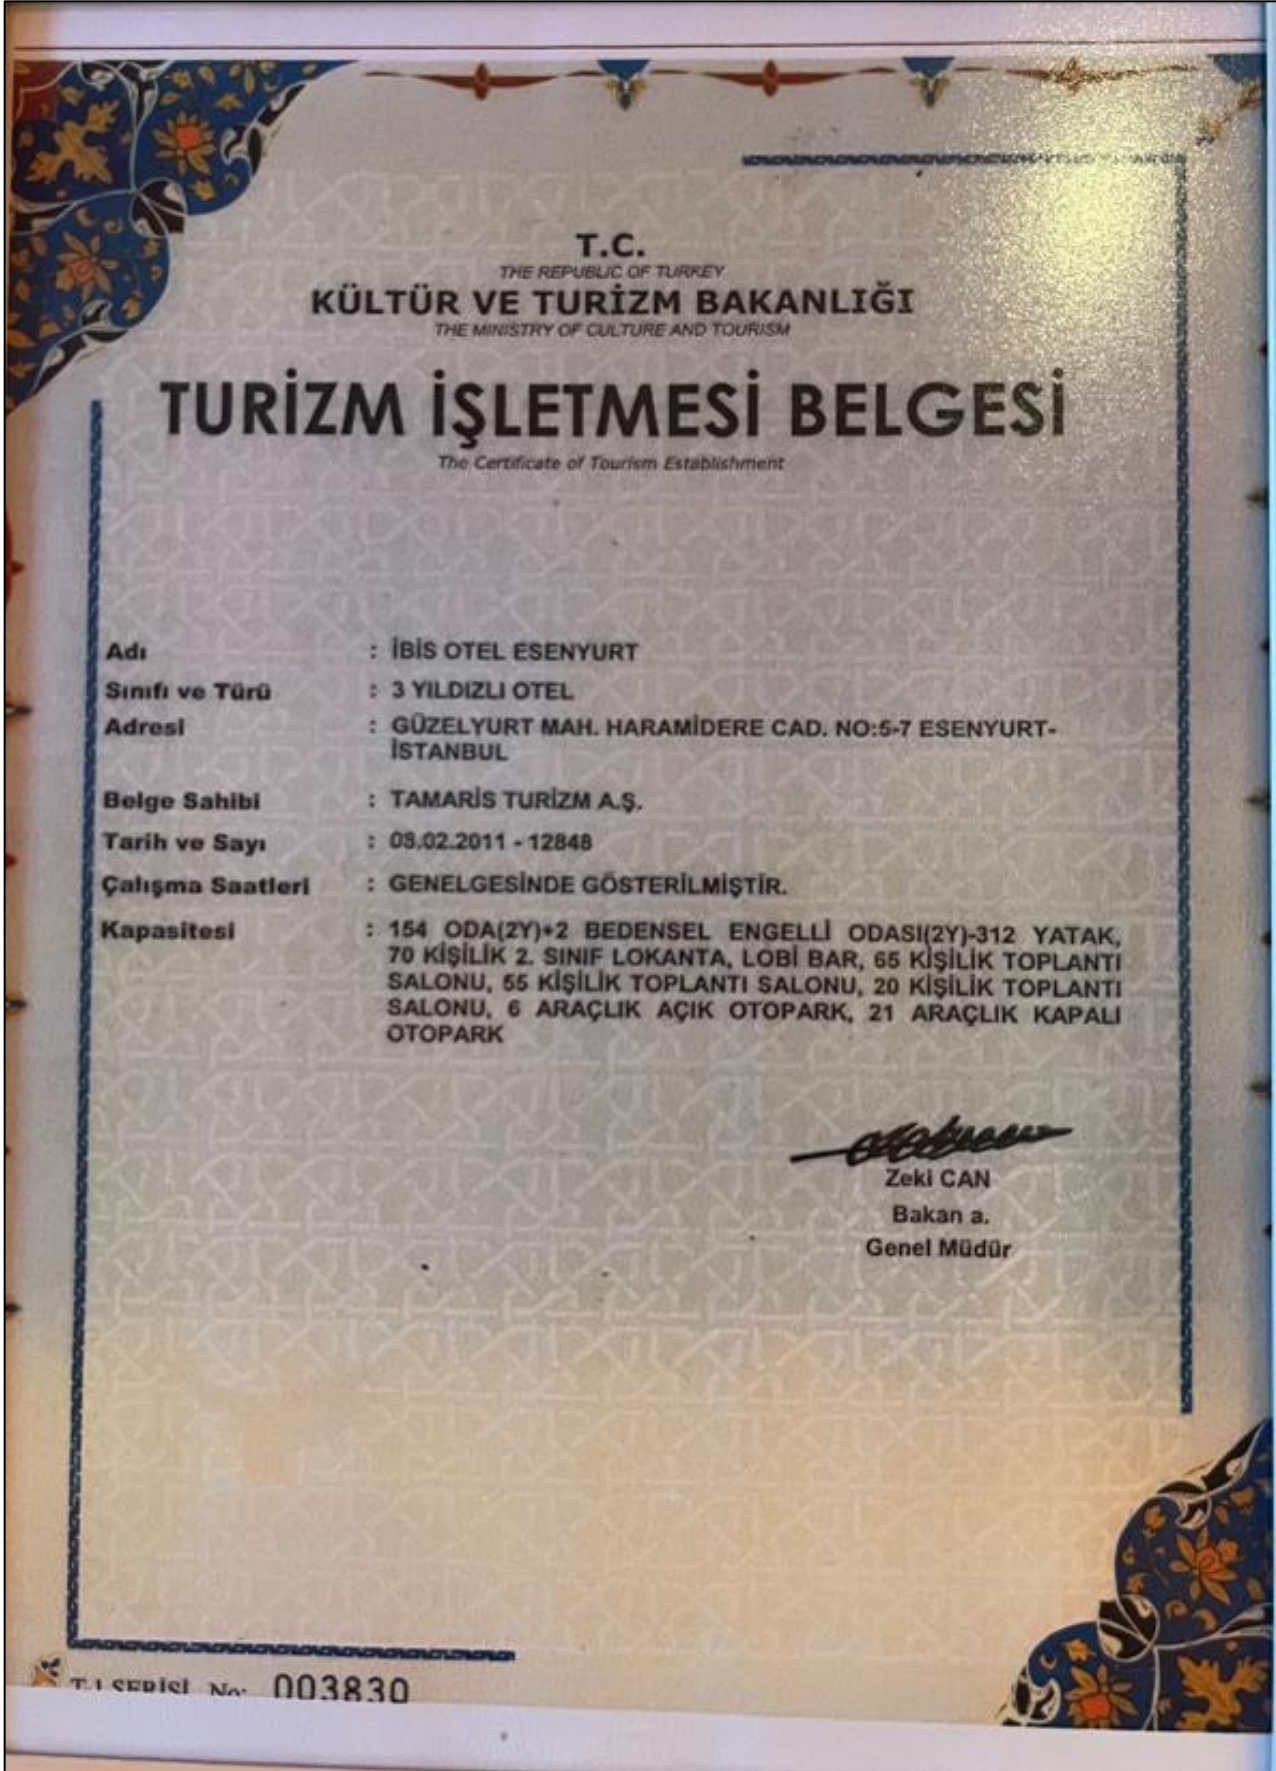 T.C.
THE REPUBLIC OF TURKEY
KÜLTÜR VE TURİZM BAKANLIĞI
THE MINISTRY OF CULTURE AND TOURISM
TURİZM İŞLETMESİ BELGESİ
The Certificate of Tourism Establishment
Adı : İBİS OTEL ESENYURT
Sınıfı ve Türü : 3 YILDIZLI OTEL
Adresi : GÜZELYURT MAH. HARAMİDERE CAD. NO:5-7 ESENYURT-
İSTANBUL
Belge Sahibi : TAMARİS TURİZM A.Ş.
Tarih ve Sayı : 08.02.2011 - 12848
Çalışma Saatleri : GENELGESİNDE GÖSTERİLMİŞTİR.
Kapasitesi : 154 ODA(2Y)+2 BEDENSEL ENGELLİ ODASI(2Y)-312 YATAK,
70 KİŞİLİK 2. SINIF LOKANTA, LOBİ BAR, 65 KİŞİLİK TOPLANTI
SALONU, 55 KİŞİLİK TOPLANTI SALONU, 20 KİŞİLİK TOPLANTI
SALONU, 6 ARAÇLIK AÇIK OTOPARK, 21 ARAÇLIK KAPALI
OTOPARK
Zeki CAN
Bakan a.
Genel Müdür
T-1 SERİSİ No: 003830